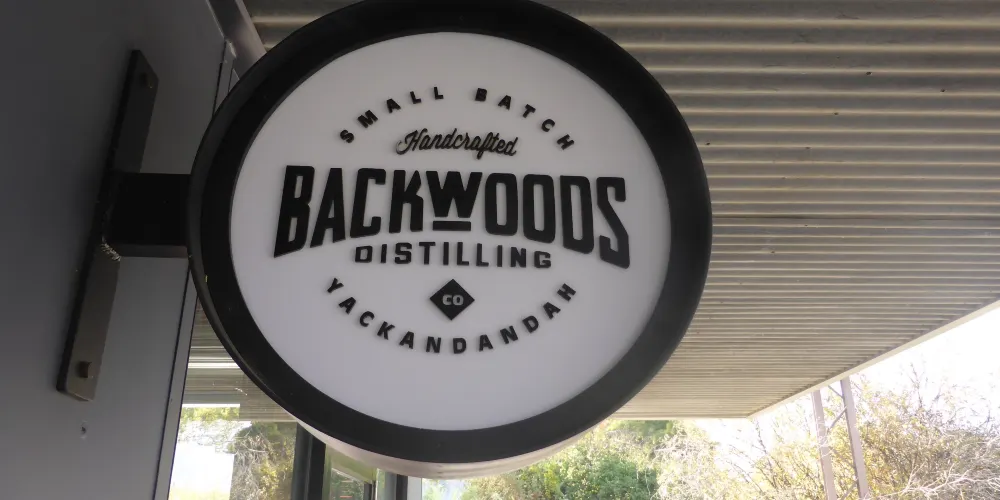 SMALL BATCH
Handcrafted
BACKWOODS
DISTILLING
CO
YACKANDANDAH